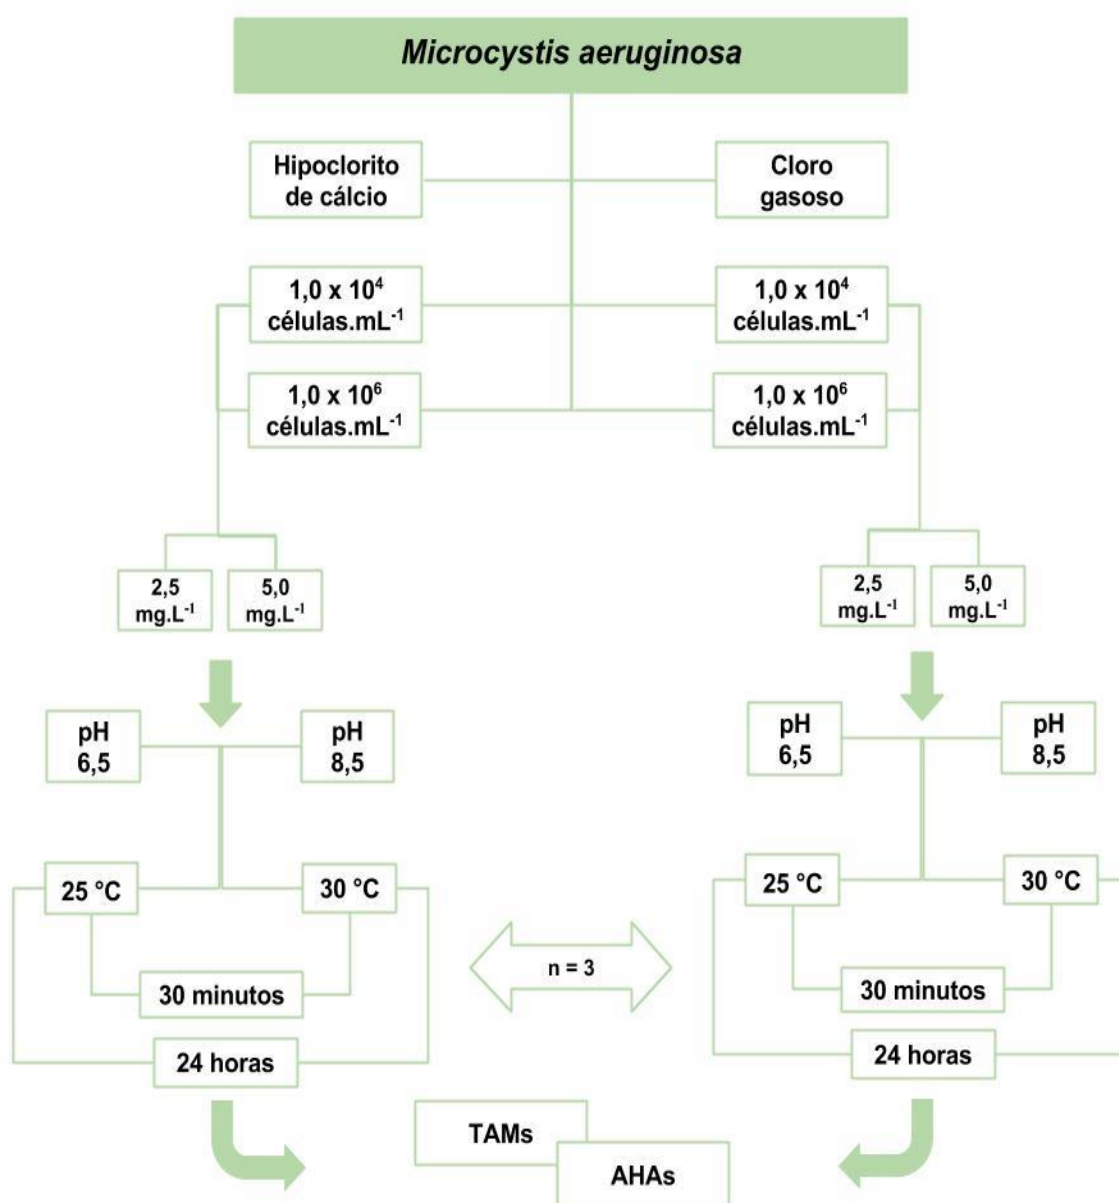 Microcystis aeruginosa
Hipoclorito
de cálcio
Cloro
gasoso
1,0 x 10⁴
células.mL⁻¹
1,0 x 10⁴
células.mL⁻¹
1,0 x 10⁶
células.mL⁻¹
1,0 x 10⁶
células.mL⁻¹
2,5
mg.L⁻¹
5,0
mg.L⁻¹
2,5
mg.L⁻¹
5,0
mg.L⁻¹
pH
6,5
pH
8,5
pH
6,5
pH
8,5
25 °C
30 °C
25 °C
30 °C
n = 3
30 minutos
30 minutos
24 horas
24 horas
TAMs
AHAs